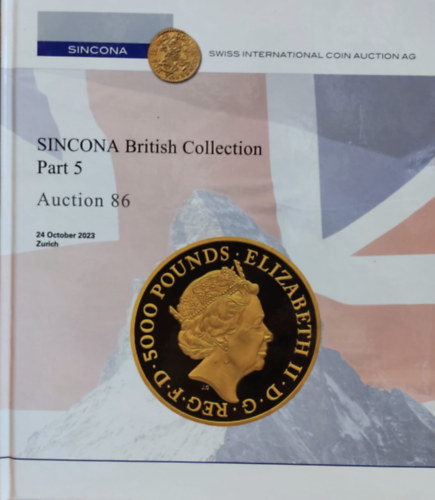 SINCONA
SWISS INTERNATIONAL COIN AUCTION AG
SINCONA British Collection
Part 5
Auction 86
24 October 2023
Zurich
ELIZABETH II · D · G · REG · F · D · 5000 POUNDS ·